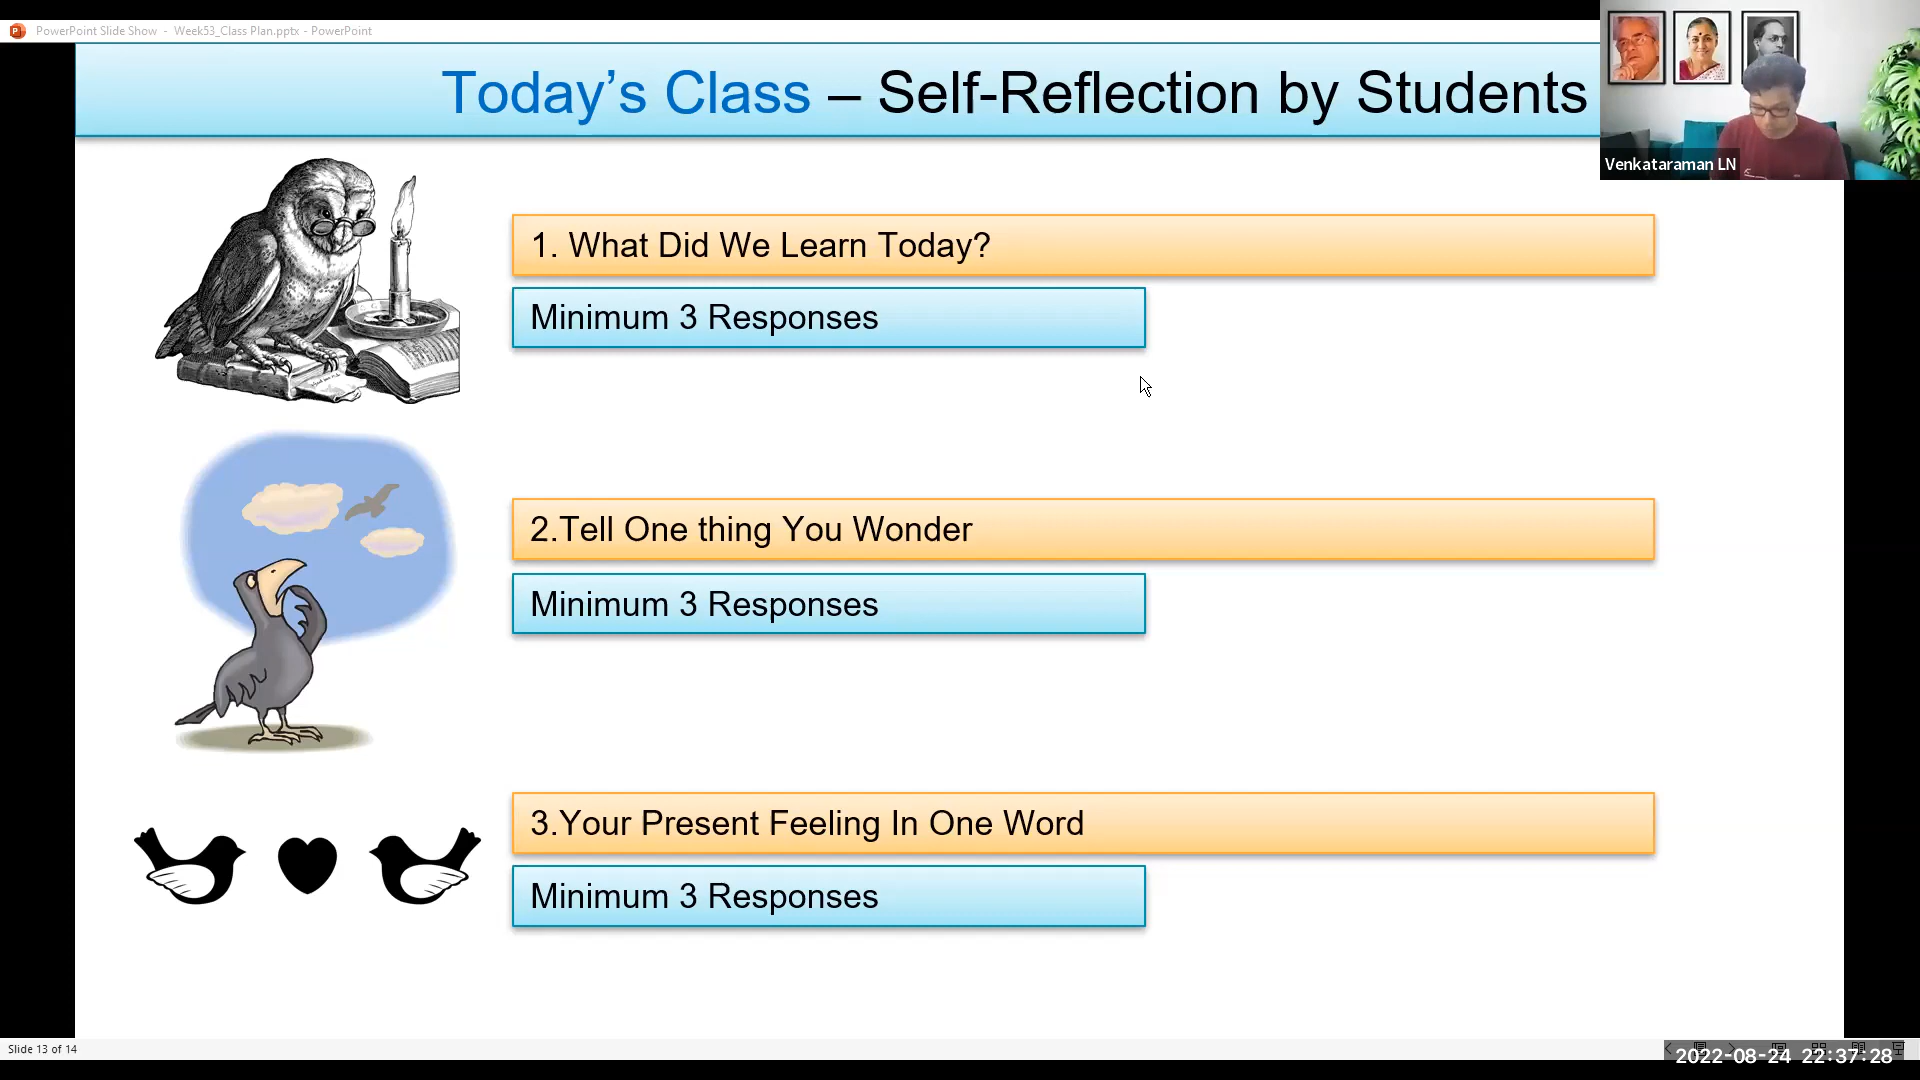 PowerPoint Slide Show - Week53_Class Plan.pptx - PowerPoint
Today’s Class – Self-Reflection by Students
Venkataraman LN
1. What Did We Learn Today?
Minimum 3 Responses
2.Tell One thing You Wonder
Minimum 3 Responses
3.Your Present Feeling In One Word
Minimum 3 Responses
Slide 13 of 14
2022-08-24 22:37:28